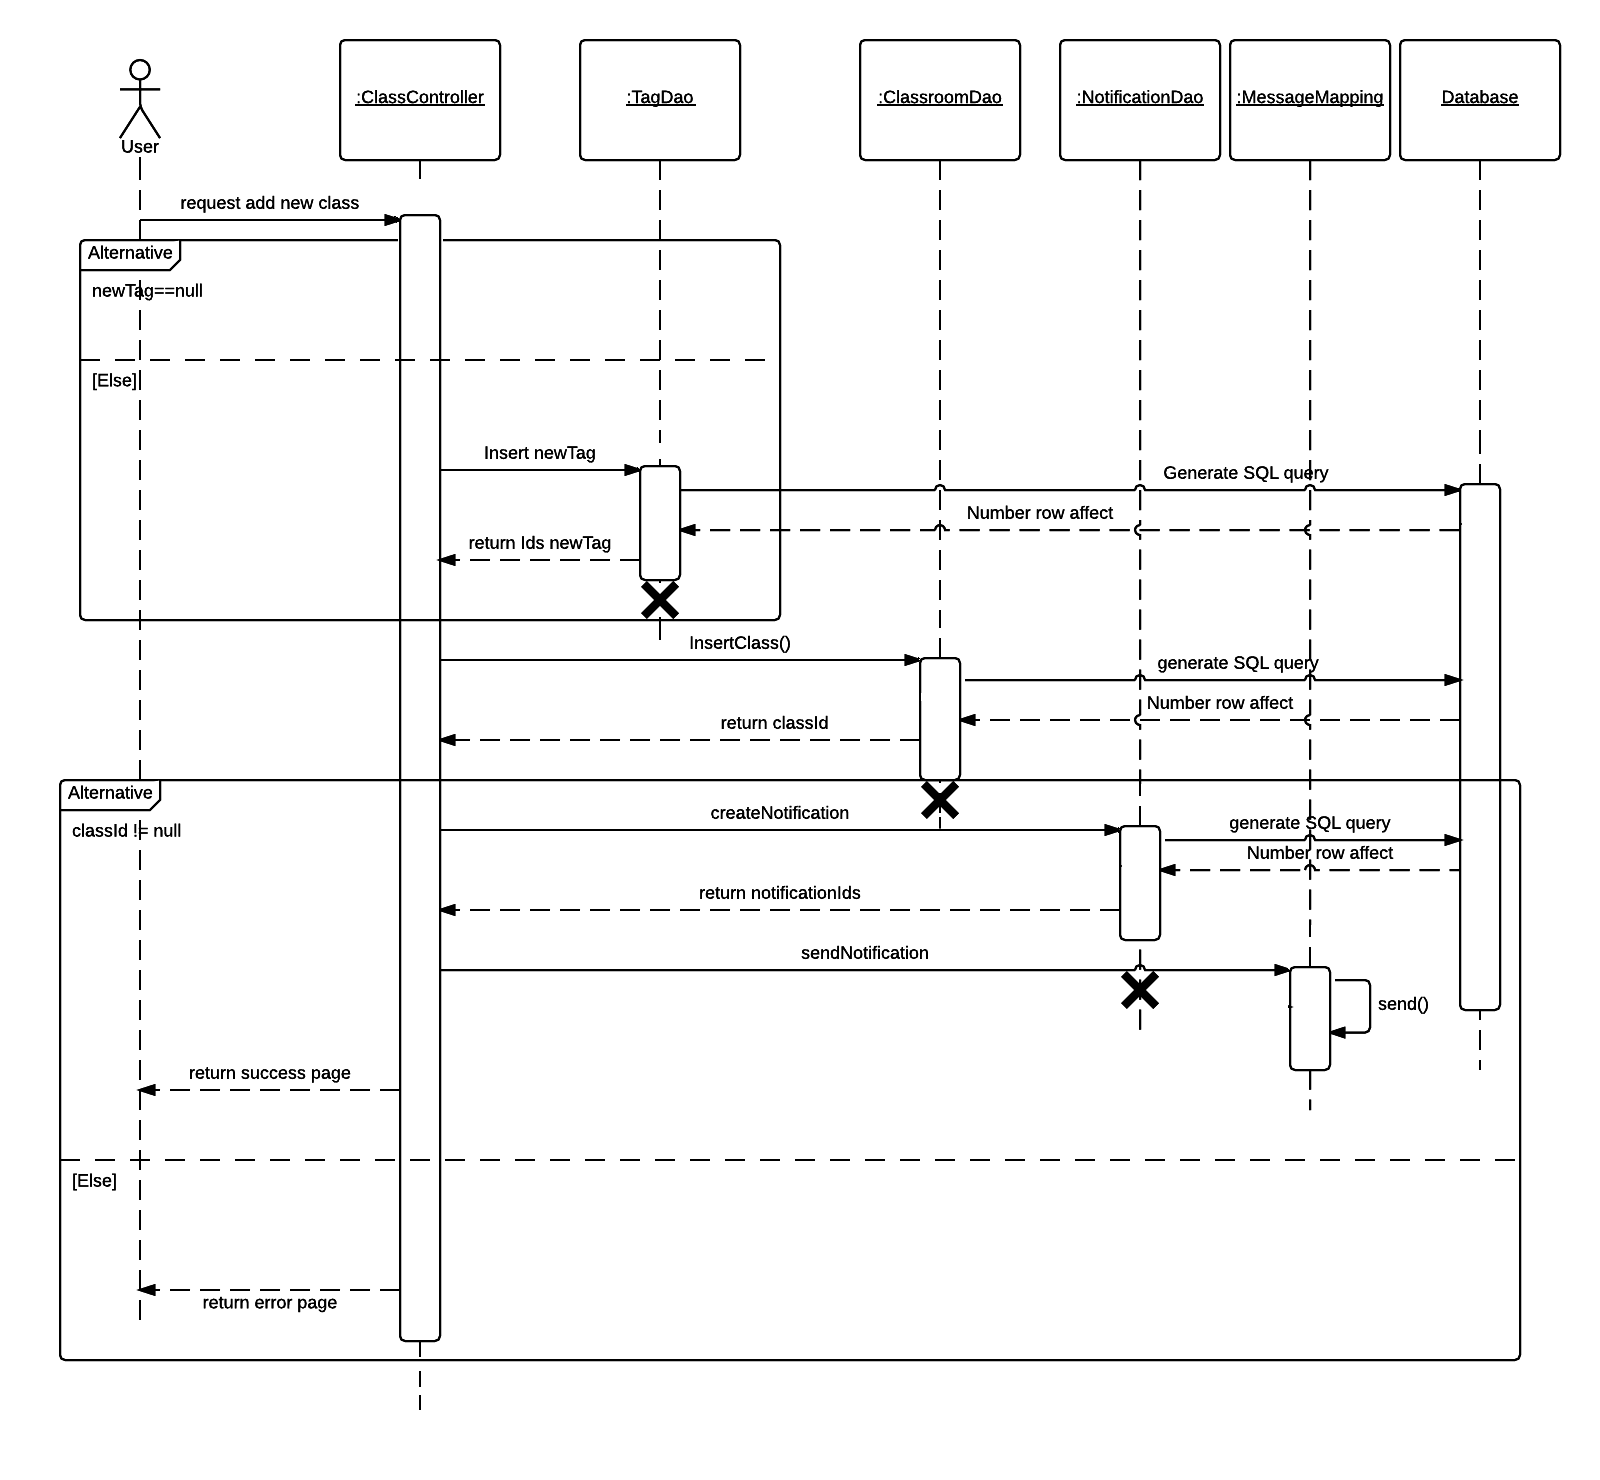 :ClassController
:TagDao
:ClassroomDao
:NotificationDao
:MessageMapping
Database
User
request add new class
Alternative
newTag==null
[Else]
Insert newTag
Generate SQL query
Number row affect
return Ids newTag
InsertClass()
generate SQL query
Number row affect
return classId
Alternative
classId != null
createNotification
generate SQL query
Number row affect
return notificationIds
sendNotification
send()
return success page
[Else]
return error page